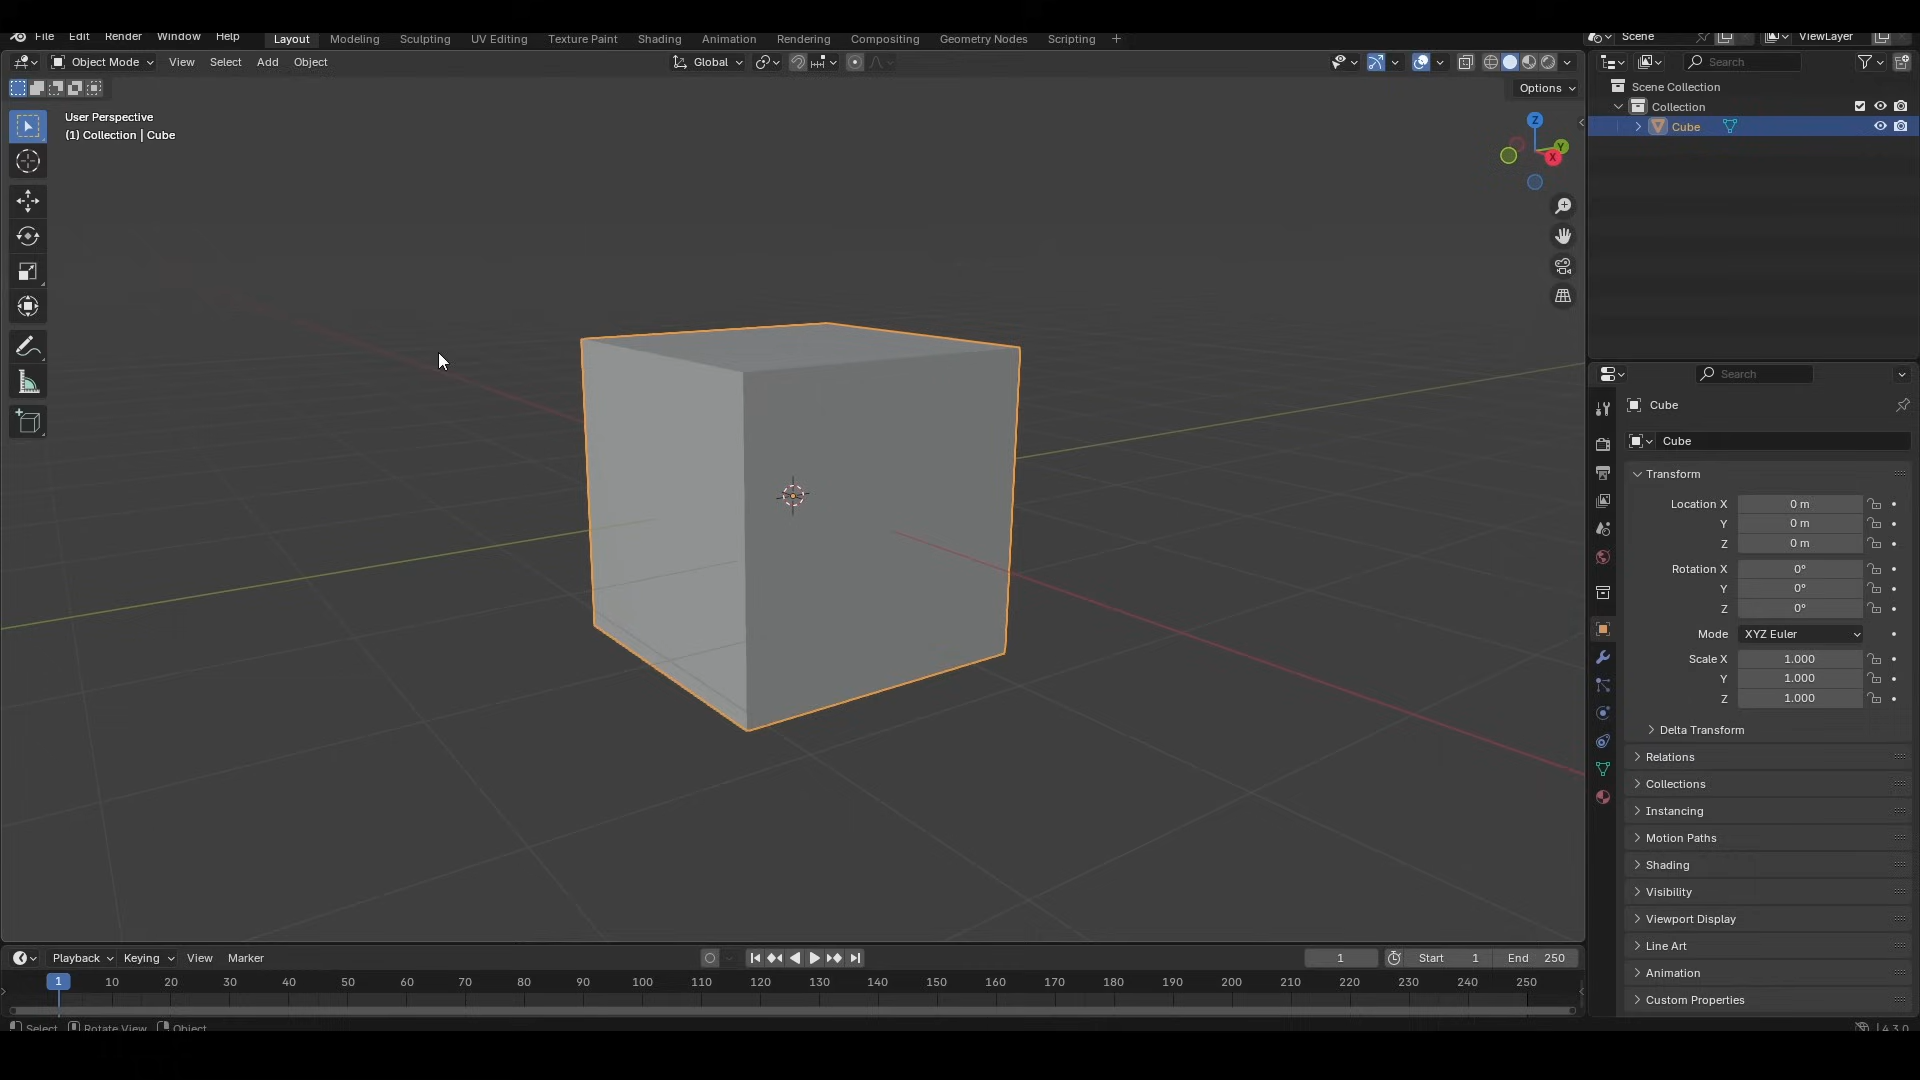 File Edit Render Window Help Layout Modeling Sculpting UV Editing Texture Paint Shading Animation Rendering Compositing Geometry Nodes Scripting + Scene ViewLayer
Object Mode View Select Add Object Global Search
Options
User Perspective
(1) Collection | Cube
Z
Y
X
Scene Collection
Collection
Cube
Search
Cube
Cube
Transform
Location X 0 m
Y 0 m
Z 0 m
Rotation X 0°
Y 0°
Z 0°
Mode XYZ Euler
Scale X 1.000
Y 1.000
Z 1.000
Delta Transform
Relations
Collections
Instancing
Motion Paths
Shading
Visibility
Viewport Display
Line Art
Animation
Custom Properties
Playback Keying View Marker 1 Start 1 End 250
1 10 20 30 40 50 60 70 80 90 100 110 120 130 140 150 160 170 180 190 200 210 220 230 240 250
Select Rotate View Object 4.3.0